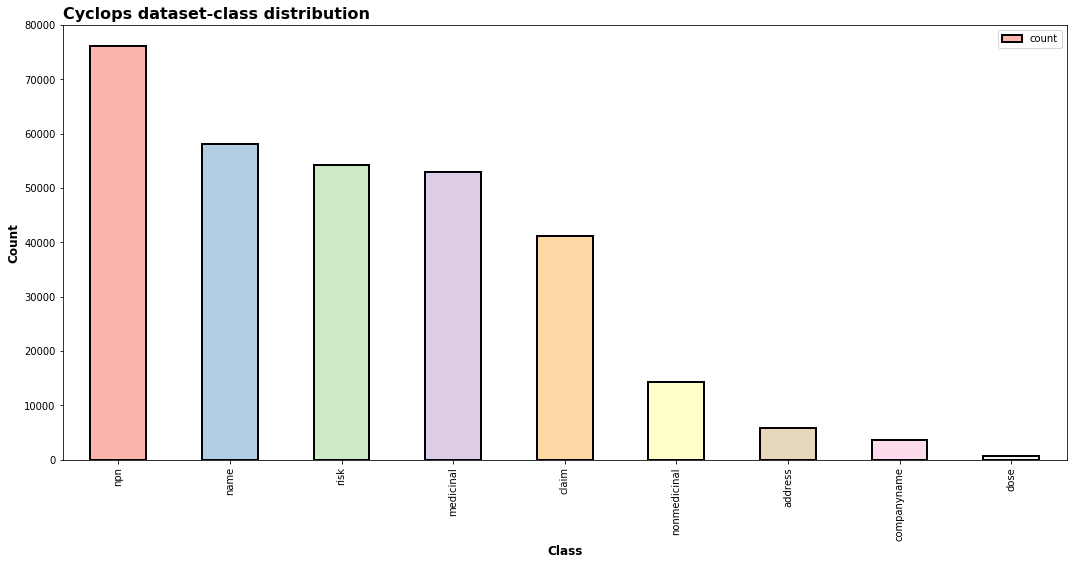 Cyclops dataset-class distribution
count
Count
80000
70000
60000
50000
40000
30000
20000
10000
0
npn
name
risk
medicinal
claim
nonmedicinal
address
companyname
dose
Class